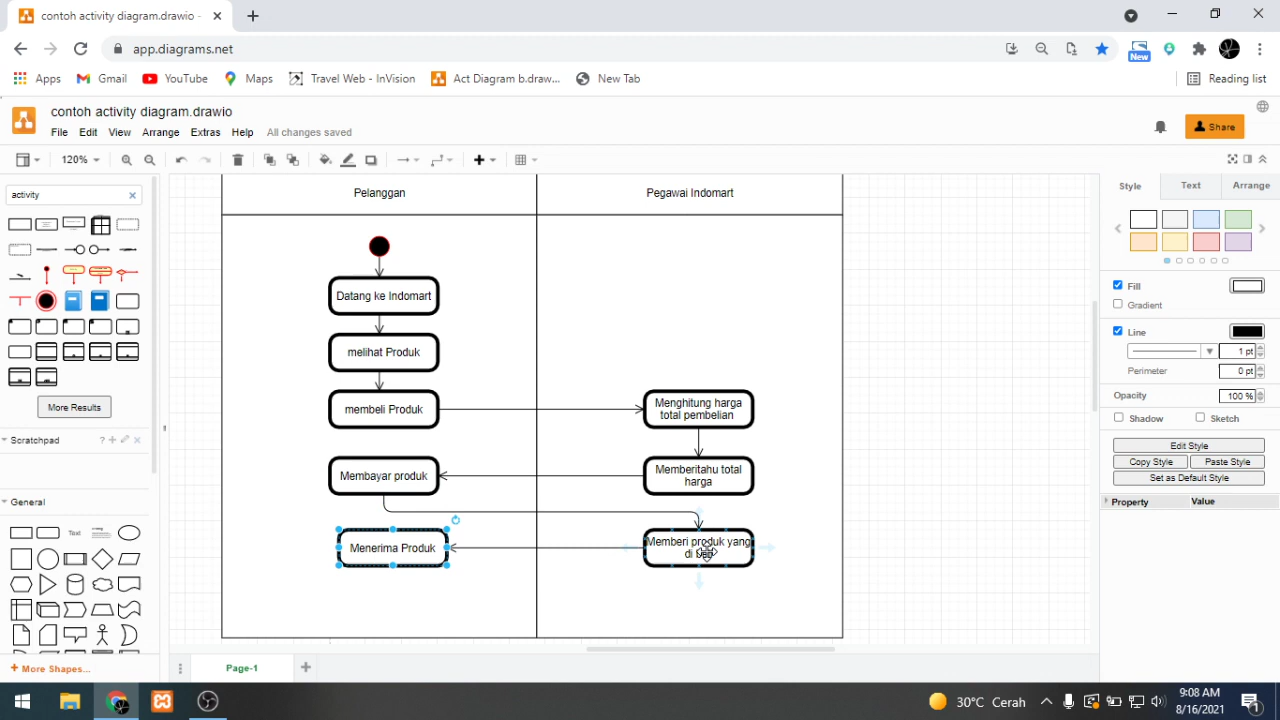 contoh activity diagram.drawio -
app.diagrams.net
New
Apps
Gmail
YouTube
Maps
Travel Web - InVision
Act Diagram b.draw...
New Tab
Reading list
contoh activity diagram.drawio
File Edit View Arrange Extras Help All changes saved
Share
120%
activity
Style
Text
Arrange
Pelanggan
Pegawai Indomart
Datang ke Indomart
melihat Produk
membeli Produk
Menghitung harga
total pembelian
Membayar produk
Memberitahu total
harga
Menerima Produk
Memberi produk yang
di
More Results
Scratchpad
General
Text
More Shapes...
Fill
Gradient
Line
1 pt
Perimeter
0 pt
Opacity
100 %
Shadow
Sketch
Edit Style
Copy Style
Paste Style
Set as Default Style
Property
Value
Page-1
30°C Cerah
9:08 AM
8/16/2021
1